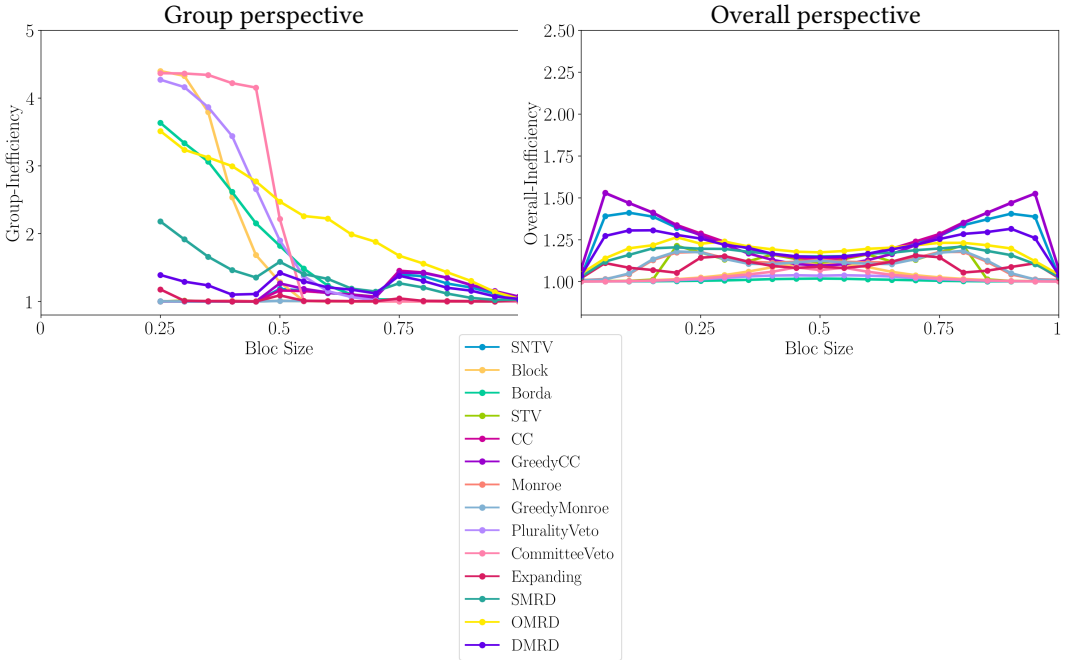 Group perspective
Overall perspective
Group-Inefficiency
5
4
3
2
1
0
0.25
0.5
0.75
Bloc Size
Overall-Inefficiency
2.50
2.25
2.00
1.75
1.50
1.25
1.00
0.25
0.50
0.75
1
Bloc Size
SNTV
Block
Borda
STV
CC
GreedyCC
Monroe
GreedyMonroe
PluralityVeto
CommitteeVeto
Expanding
SMRD
OMRD
DMRD